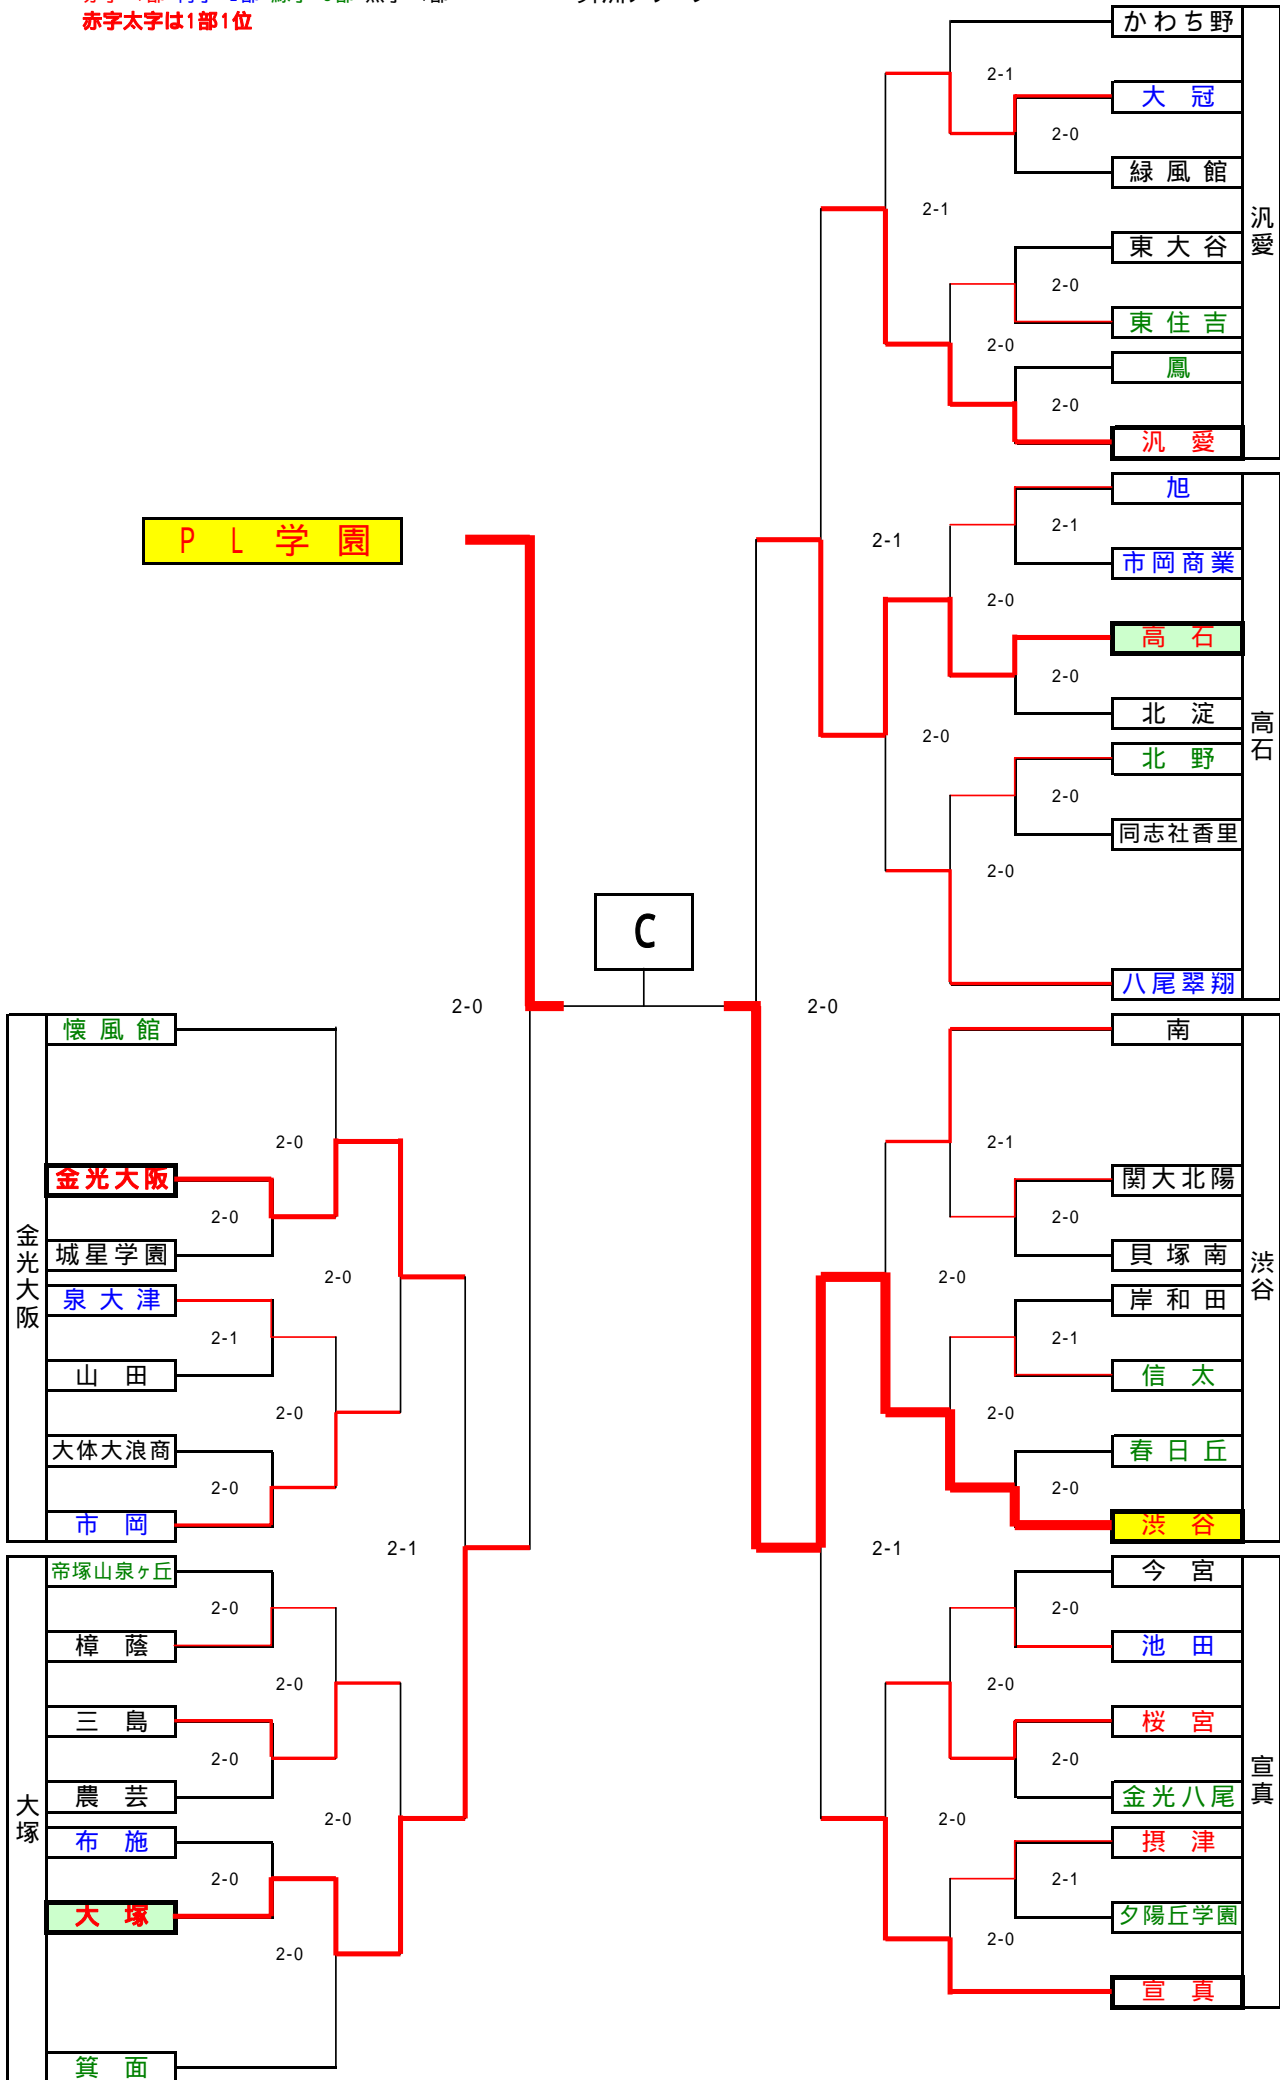 赤字太字は1部1位
かわち野
2-1
大冠
2-0
緑風館
汎愛
2-1
東大谷
2-0
東住吉
2-0
鳳
2-0
汎愛
旭
2-1
市岡商業
PL学園
2-1
2-0
高石
2-0
北淀
高石
2-0
北野
2-0
同志社香里
2-0
C
八尾翠翔
2-0
2-0
懐風館
南
2-0
2-1
金光大阪
関大北陽
2-0
2-0
城星学園
貝塚南
金光大阪
渋谷
2-0
2-0
泉大津
岸和田
2-1
2-1
山田
信太
2-0
2-0
大体大浪商
春日丘
2-0
2-0
市岡
渋谷
2-1
2-1
帝塚山泉ヶ丘
今宮
2-0
2-0
樟蔭
池田
2-0
2-0
三島
桜宮
2-0
2-0
農芸
金光八尾
大塚
宣真
2-0
2-0
布施
摂津
2-0
2-1
大塚
夕陽丘学園
2-0
2-0
宣真
箕面